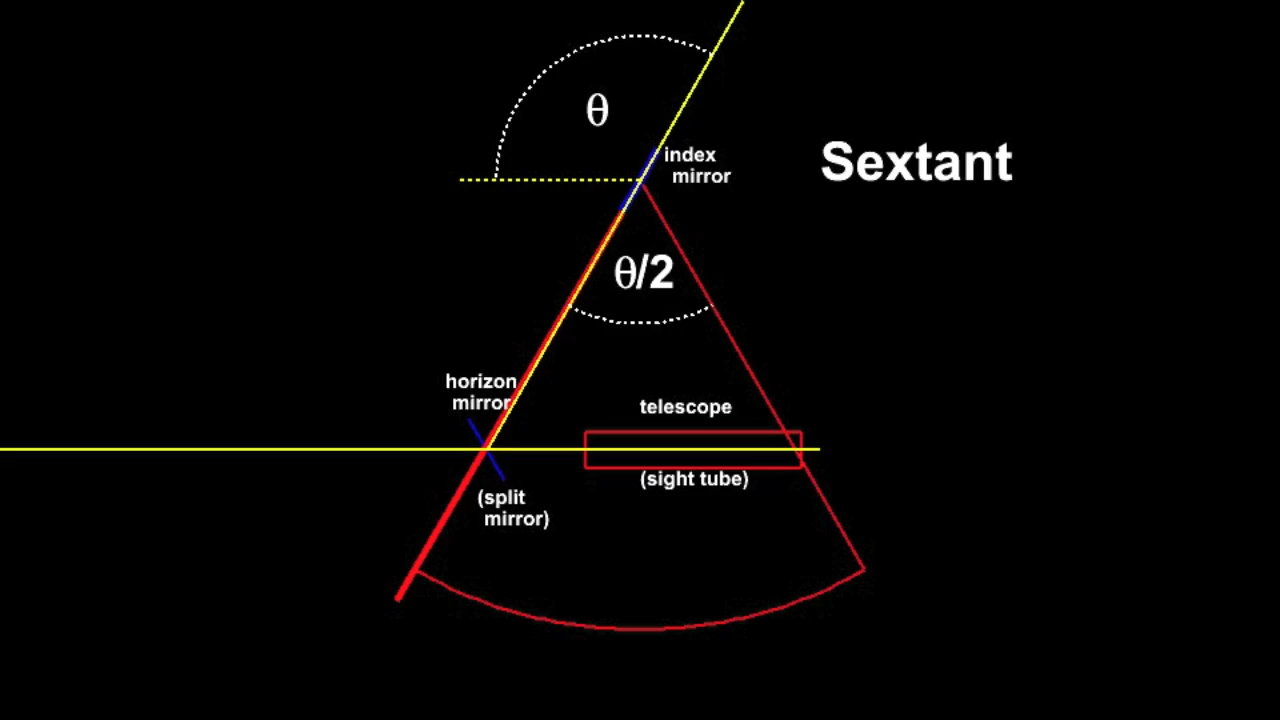 θ
index
mirror
Sextant
θ/2
horizon
mirror
telescope
(sight tube)
(split
mirror)